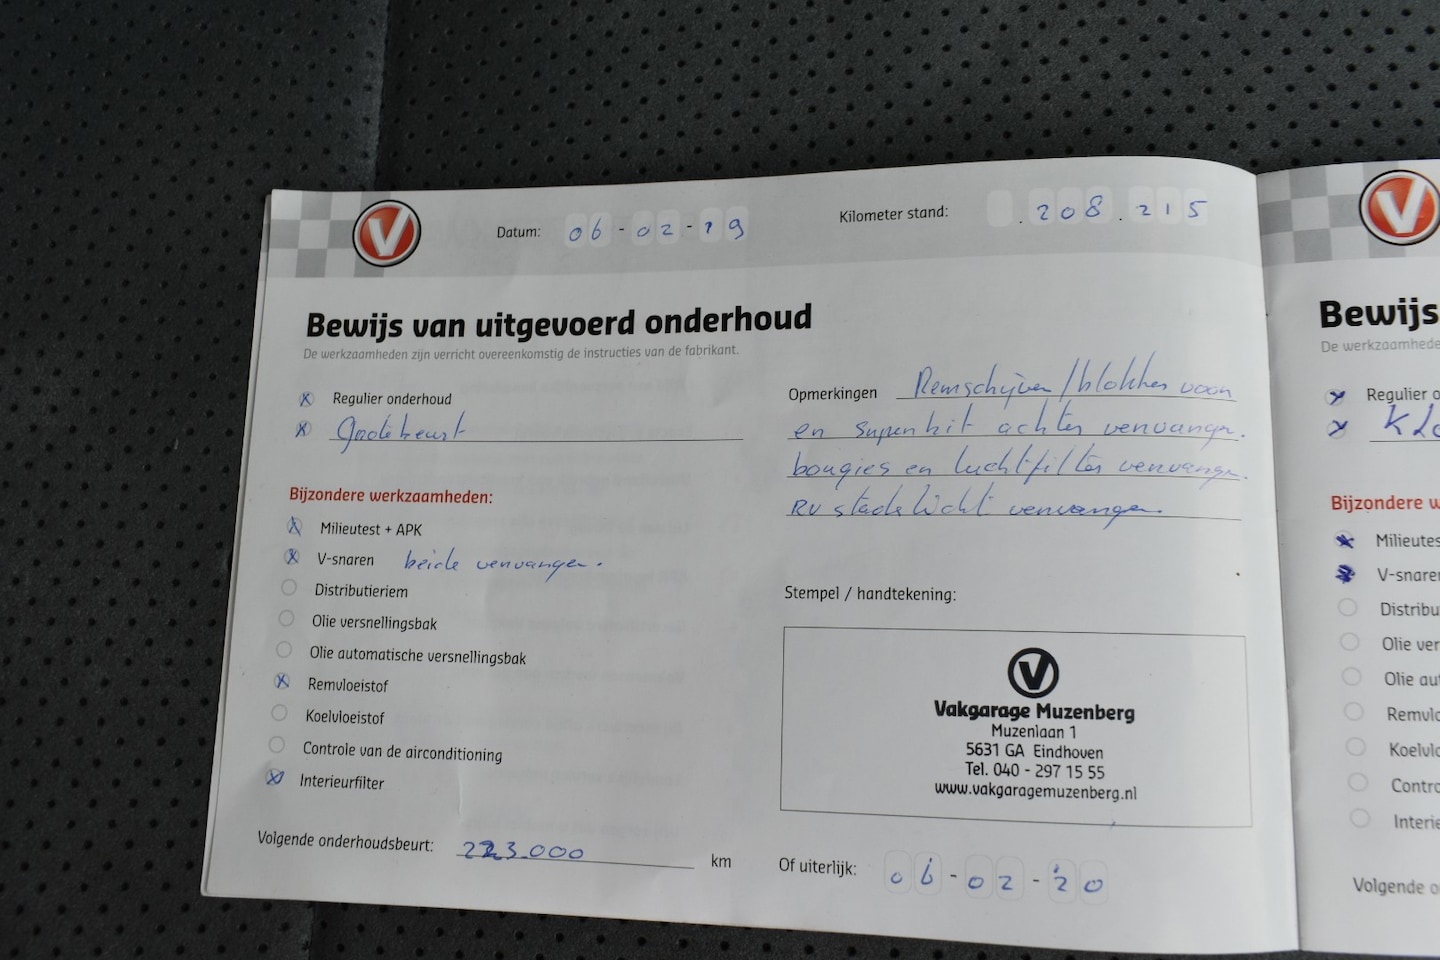 Datum: 06-02-19
Kilometer stand: . 208.215
Bewijs van uitgevoerd onderhoud
De werkzaamheden zijn verricht overeenkomstig de instructies van de fabrikant.
x Regulier onderhoud
x Grote beurt
Bijzondere werkzaamheden:
x Milieutest + APK
x V-snaren beide vervangen.
Distributieriem
Olie versnellingsbak
Olie automatische versnellingsbak
x Remvloeistof
Koelvloeistof
Controle van de airconditioning
x Interieurfilter
Volgende onderhoudsbeurt: 223.000 km
Opmerkingen Remschijven/blokken voor
en superkit achter vervangen.
bougies en luchtfilter vervangen.
RV stadslicht vervangen.
Stempel / handtekening:
V
Vakgarage Muzenberg
Muzenlaan 1
5631 GA Eindhoven
Tel. 040 - 297 15 55
www.vakgaragemuzenberg.nl
Of uiterlijk: 06-02-20
V
Bewijs
De werkzaamhede
x Regulier o
x Kl
Bijzondere w
x Milieutes
x V-snare
Distribu
Olie ver
Olie au
Remvlo
Koelvlo
Contro
Interie
Volgende o